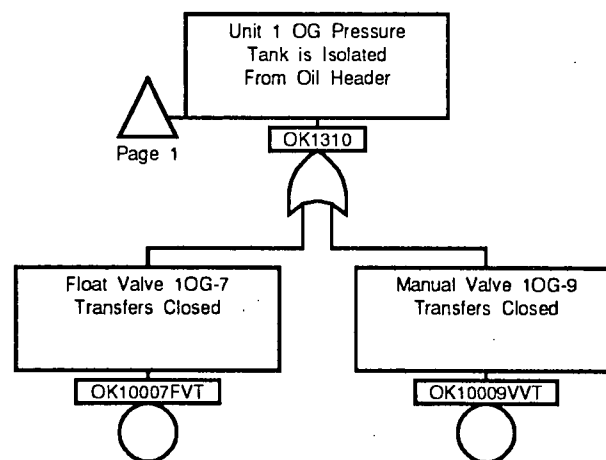 Unit 1 OG Pressure
Tank is Isolated
From Oil Header
Page 1
OK1310
Float Valve 1OG-7
Transfers Closed
OK10007FVT
Manual Valve 1OG-9
Transfers Closed
OK10009VVT